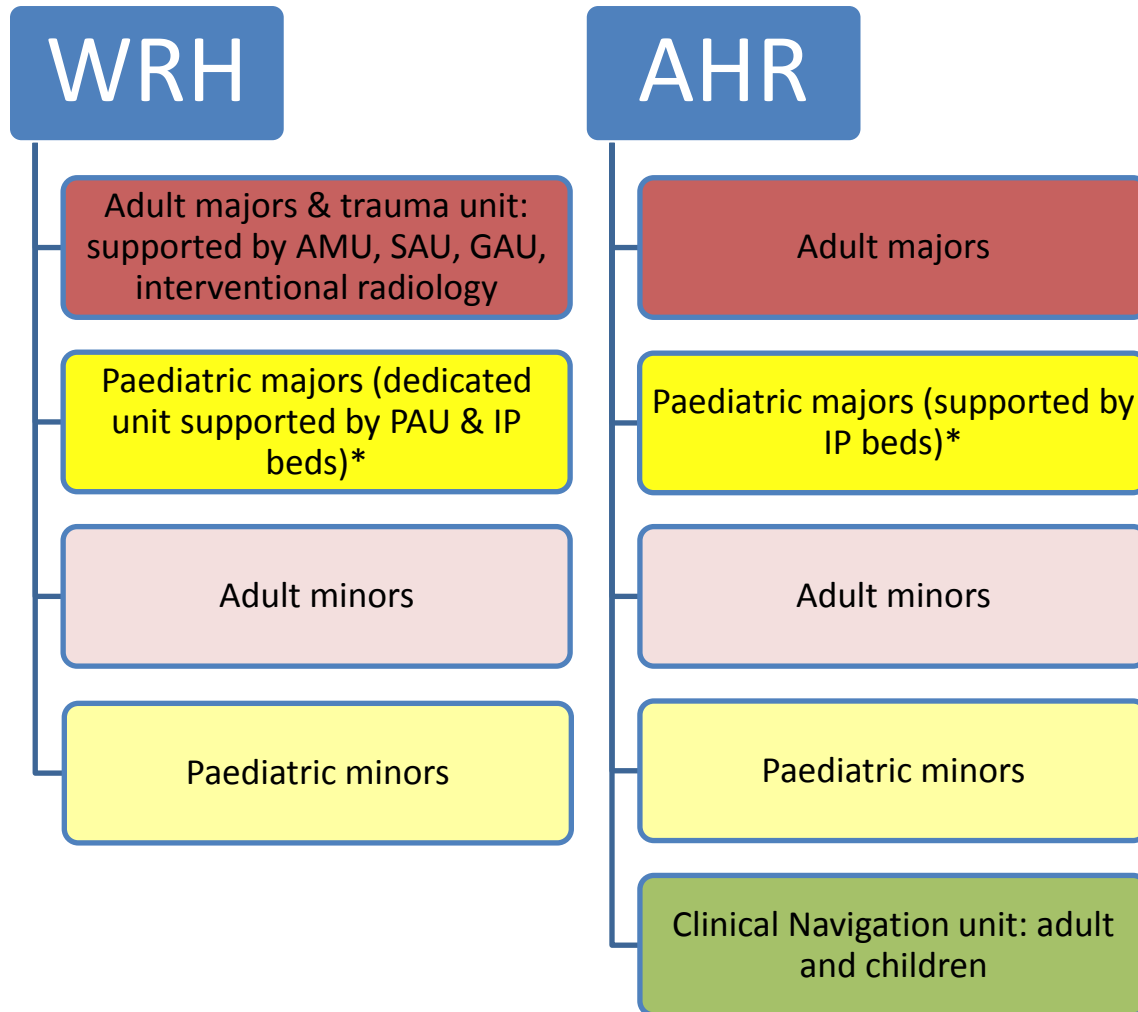 WRH
Adult majors & trauma unit:
supported by AMU, SAU, GAU,
interventional radiology
Paediatric majors (dedicated
unit supported by PAU & IP
beds)*
Adult minors
Paediatric minors
AHR
Adult majors
Paediatric majors (supported by
IP beds)*
Adult minors
Paediatric minors
Clinical Navigation unit: adult
and children